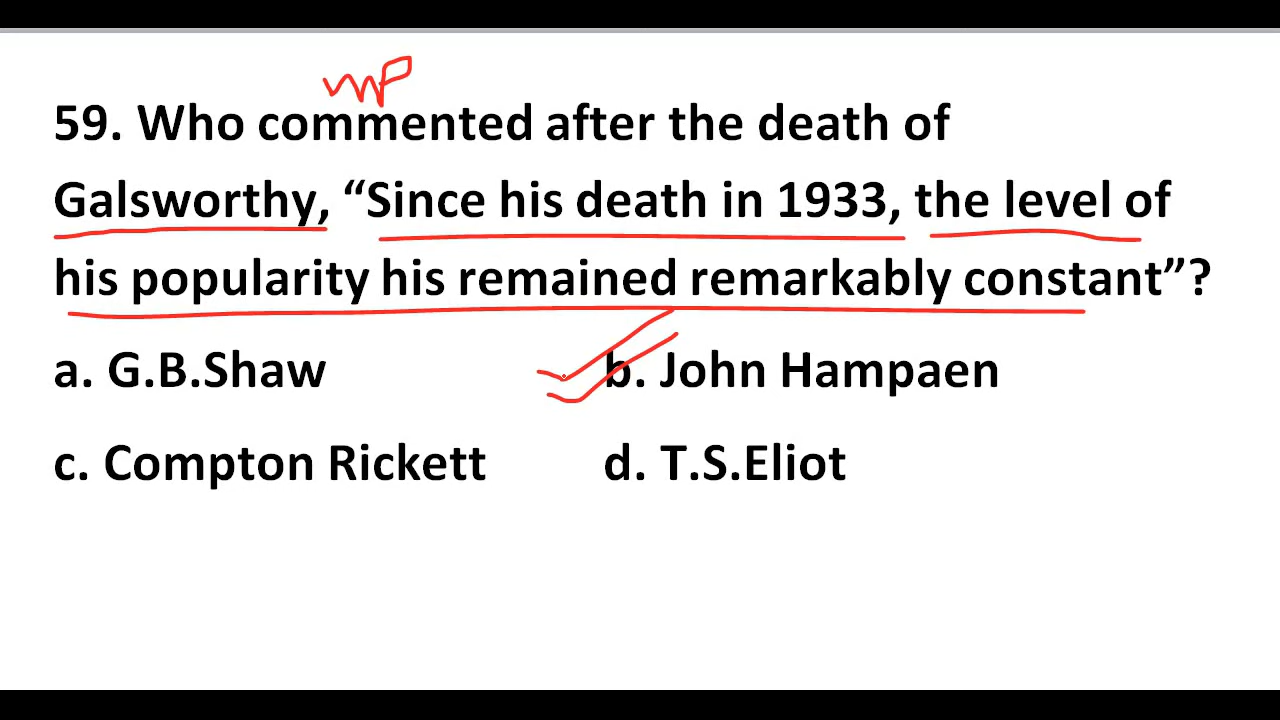 imp
59. Who commented after the death of
Galsworthy, “Since his death in 1933, the level of
his popularity his remained remarkably constant”?
a. G.B.Shaw b. John Hampaen
c. Compton Rickett d. T.S.Eliot